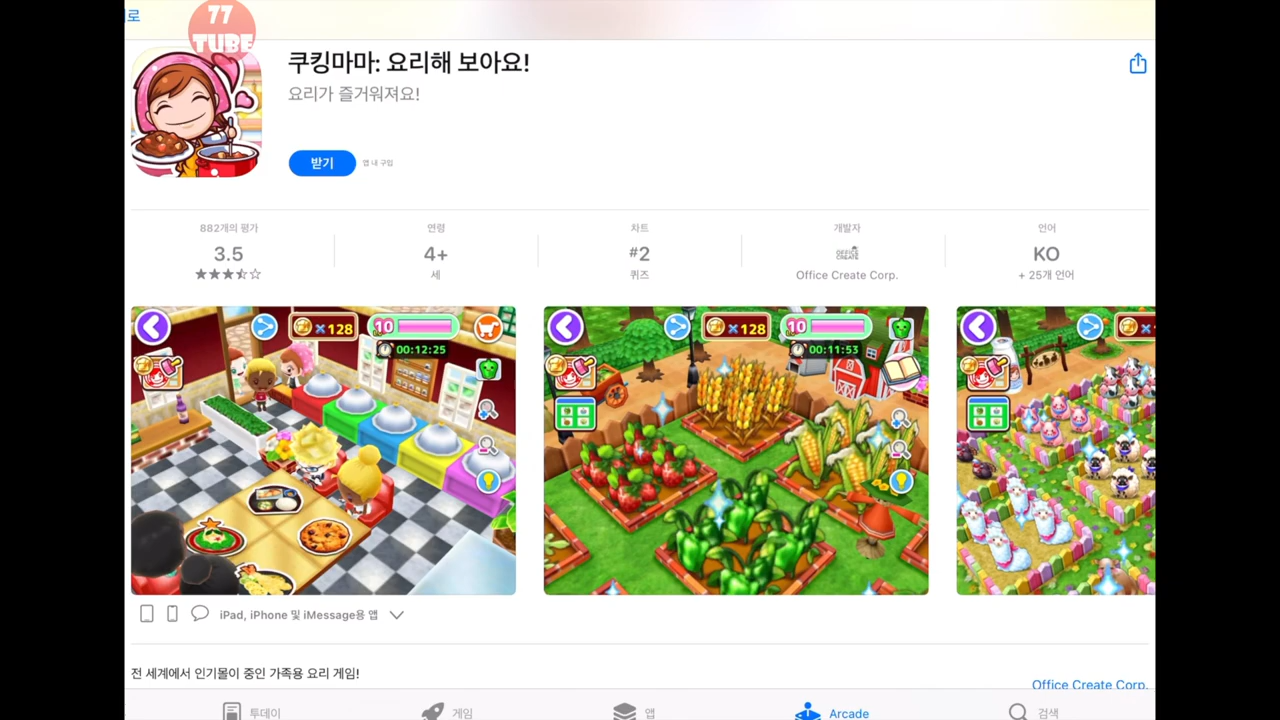 로
77
TUBE
쿠킹마마: 요리해 보아요!
요리가 즐거워져요!
받기
앱 내 구입
882개의 평가
3.5
연령
4+
세
차트
#2
퀴즈
개발자
OFFICE
CREATE
Office Create Corp.
언어
KO
+ 25개 언어
×128
10
00:12:25
×128
10
00:11:53
×
iPad, iPhone 및 iMessage용 앱
전 세계에서 인기몰이 중인 가족용 요리 게임!
Office Create Corp.
투데이
게임
앱
Arcade
검색